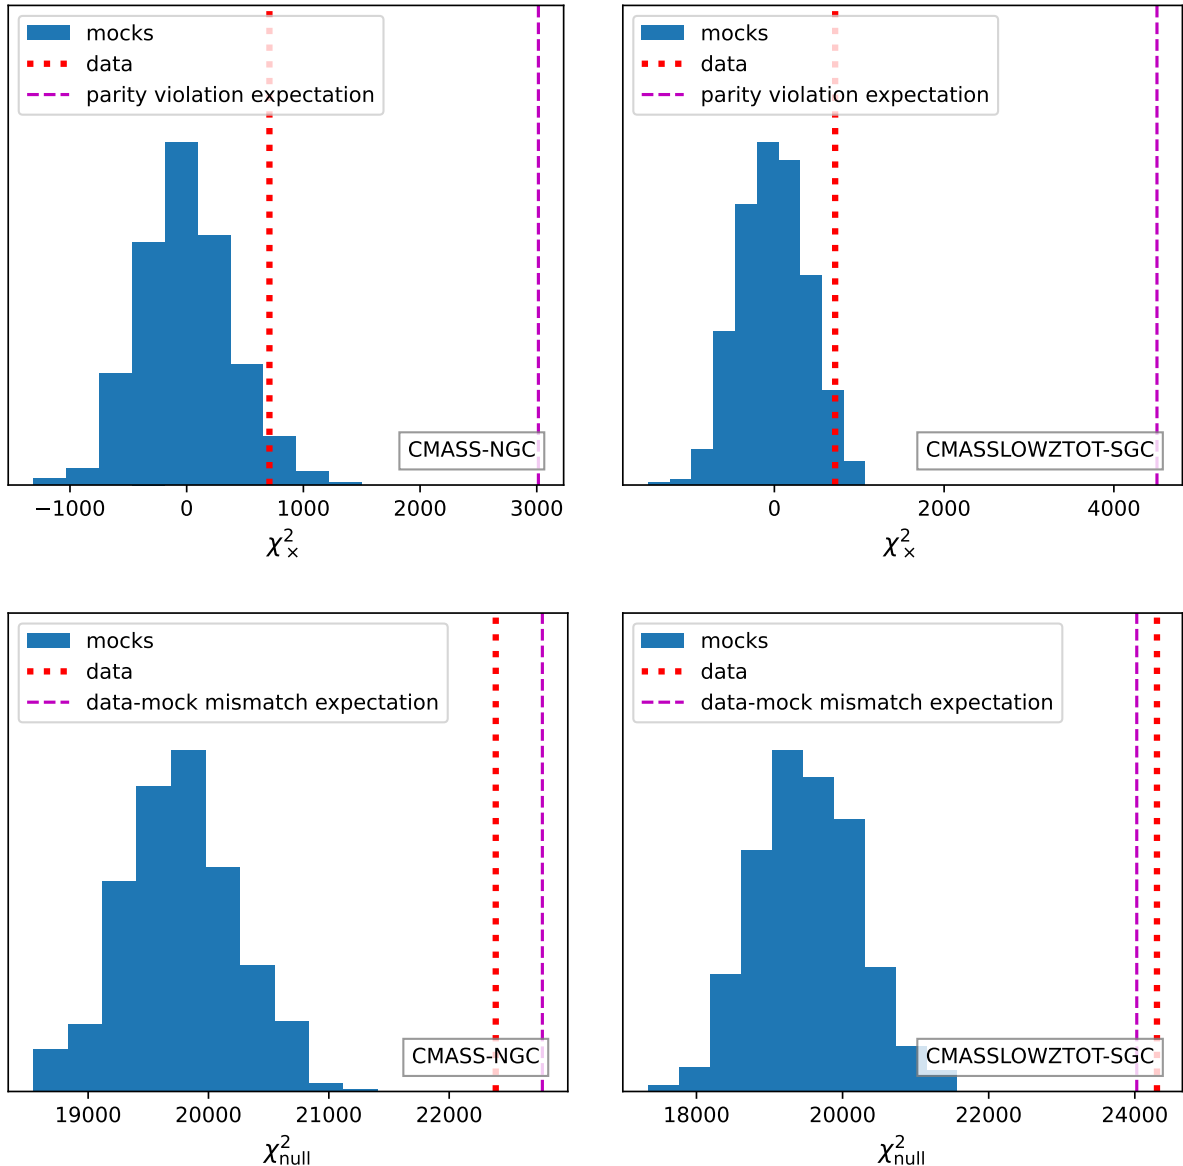 mocks
data
parity violation expectation
CMASS-NGC
−1000 0 1000 2000 3000
χ²×
mocks
data
parity violation expectation
CMASSLOWZTOT-SGC
0 2000 4000
χ²×
mocks
data
data-mock mismatch expectation
CMASS-NGC
19000 20000 21000 22000
χ²null
mocks
data
data-mock mismatch expectation
CMASSLOWZTOT-SGC
18000 20000 22000 24000
χ²null